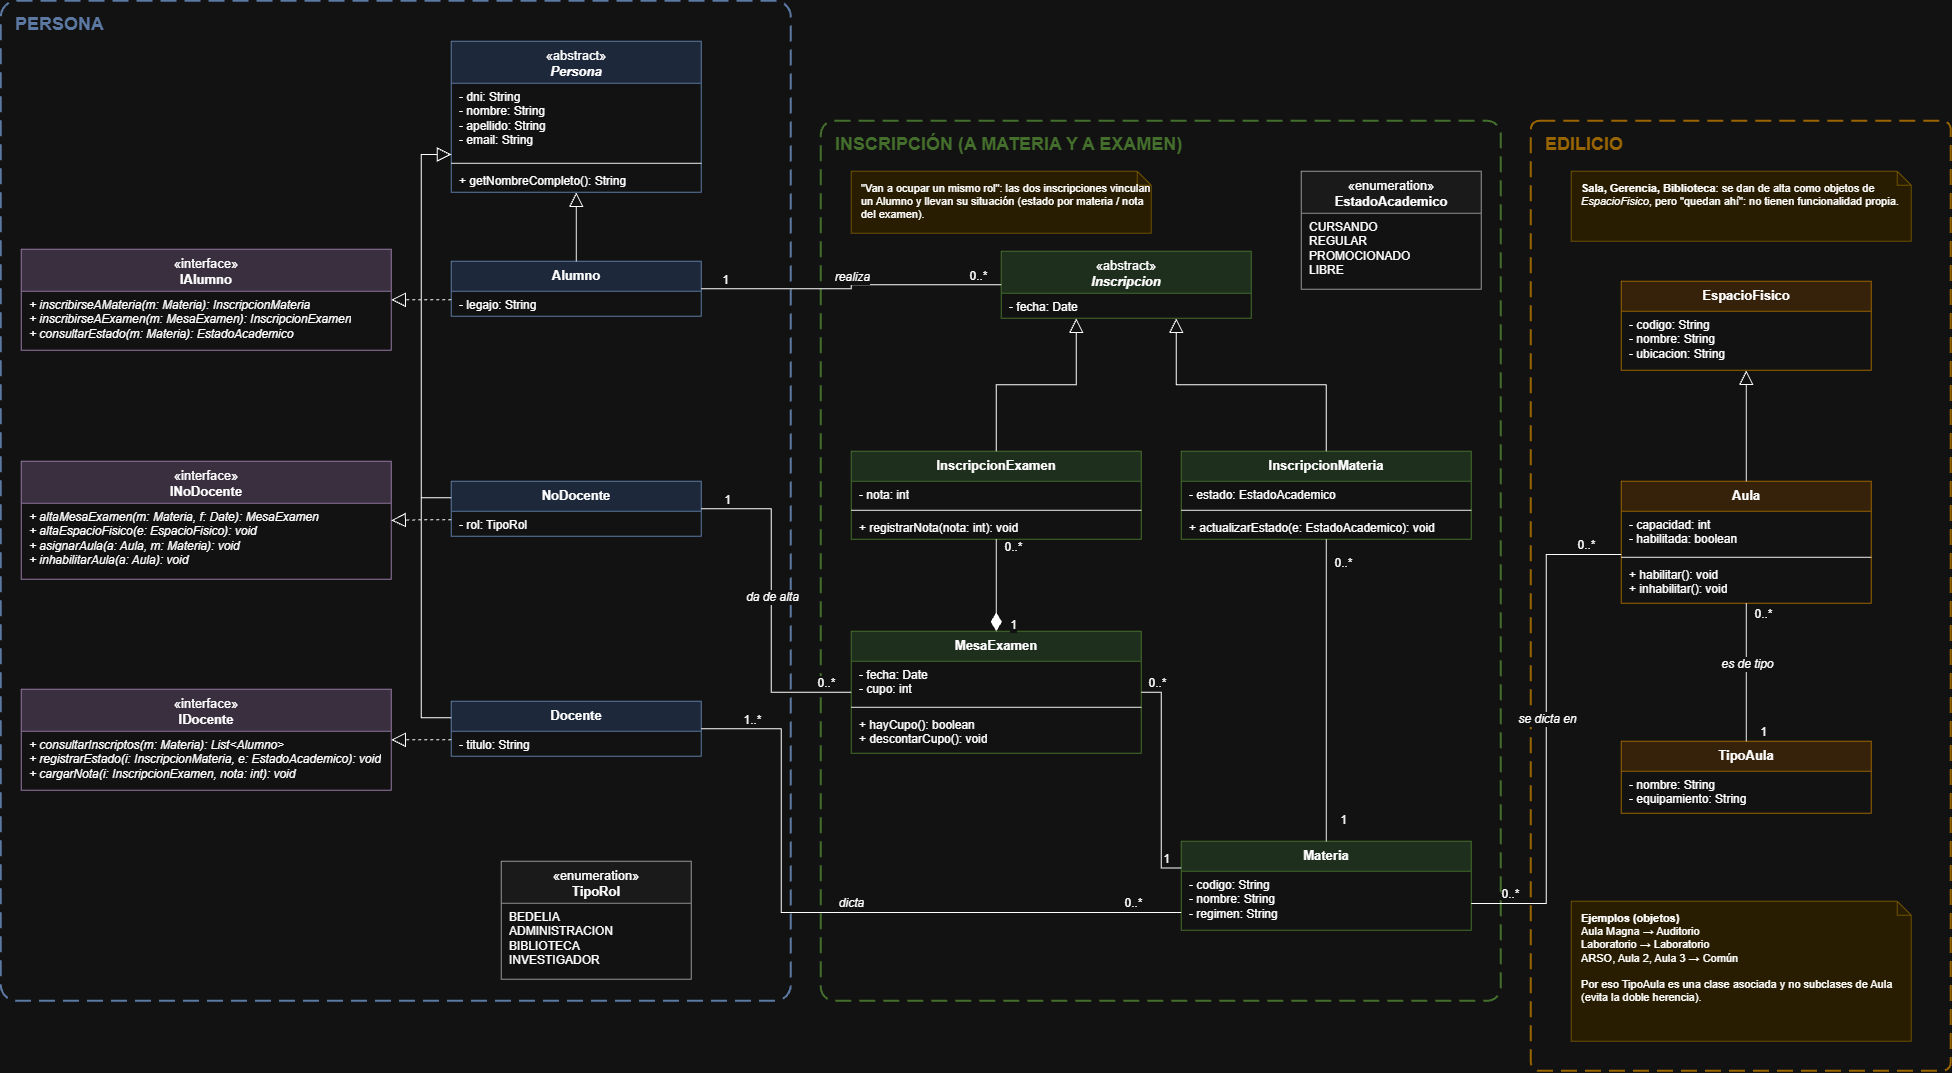 PERSONA
«abstract»
Persona
- dni: String
- nombre: String
- apellido: String
- email: String
+ getNombreCompleto(): String
«interface»
IAlumno
+ inscribirseAMateria(m: Materia): InscripcionMateria
+ inscribirseAExamen(m: MesaExamen): InscripcionExamen
+ consultarEstado(m: Materia): EstadoAcademico
Alumno
- legajo: String
1
realiza
0..*
«interface»
INoDocente
+ altaMesaExamen(m: Materia, f: Date): MesaExamen
+ altaEspacioFisico(e: EspacioFisico): void
+ asignarAula(a: Aula, m: Materia): void
+ inhabilitarAula(a: Aula): void
NoDocente
- rol: TipoRol
1
da de alta
0..*
«interface»
IDocente
+ consultarInscriptos(m: Materia): List<Alumno>
+ registrarEstado(i: InscripcionMateria, e: EstadoAcademico): void
+ cargarNota(i: InscripcionExamen, nota: int): void
Docente
- titulo: String
1..*
dicta
0..*
«enumeration»
TipoRol
BEDELIA
ADMINISTRACION
BIBLIOTECA
INVESTIGADOR
INSCRIPCIÓN (A MATERIA Y A EXAMEN)
"Van a ocupar un mismo rol": las dos inscripciones vinculan
un Alumno y llevan su situación (estado por materia / nota
del examen).
«enumeration»
EstadoAcademico
CURSANDO
REGULAR
PROMOCIONADO
LIBRE
«abstract»
Inscripcion
- fecha: Date
InscripcionExamen
- nota: int
+ registrarNota(nota: int): void
0..*
1
InscripcionMateria
- estado: EstadoAcademico
+ actualizarEstado(e: EstadoAcademico): void
0..*
1
MesaExamen
- fecha: Date
- cupo: int
+ hayCupo(): boolean
+ descontarCupo(): void
0..*
1
Materia
- codigo: String
- nombre: String
- regimen: String
0..*
se dicta en
0..*
EDILICIO
Sala, Gerencia, Biblioteca: se dan de alta como objetos de
EspacioFisico, pero "quedan ahí": no tienen funcionalidad propia.
EspacioFisico
- codigo: String
- nombre: String
- ubicacion: String
Aula
- capacidad: int
- habilitada: boolean
+ habilitar(): void
+ inhabilitar(): void
0..*
es de tipo
1
TipoAula
- nombre: String
- equipamiento: String
Ejemplos (objetos)
Aula Magna → Auditorio
Laboratorio → Laboratorio
ARSO, Aula 2, Aula 3 → Común
Por eso TipoAula es una clase asociada y no subclases de Aula
(evita la doble herencia).